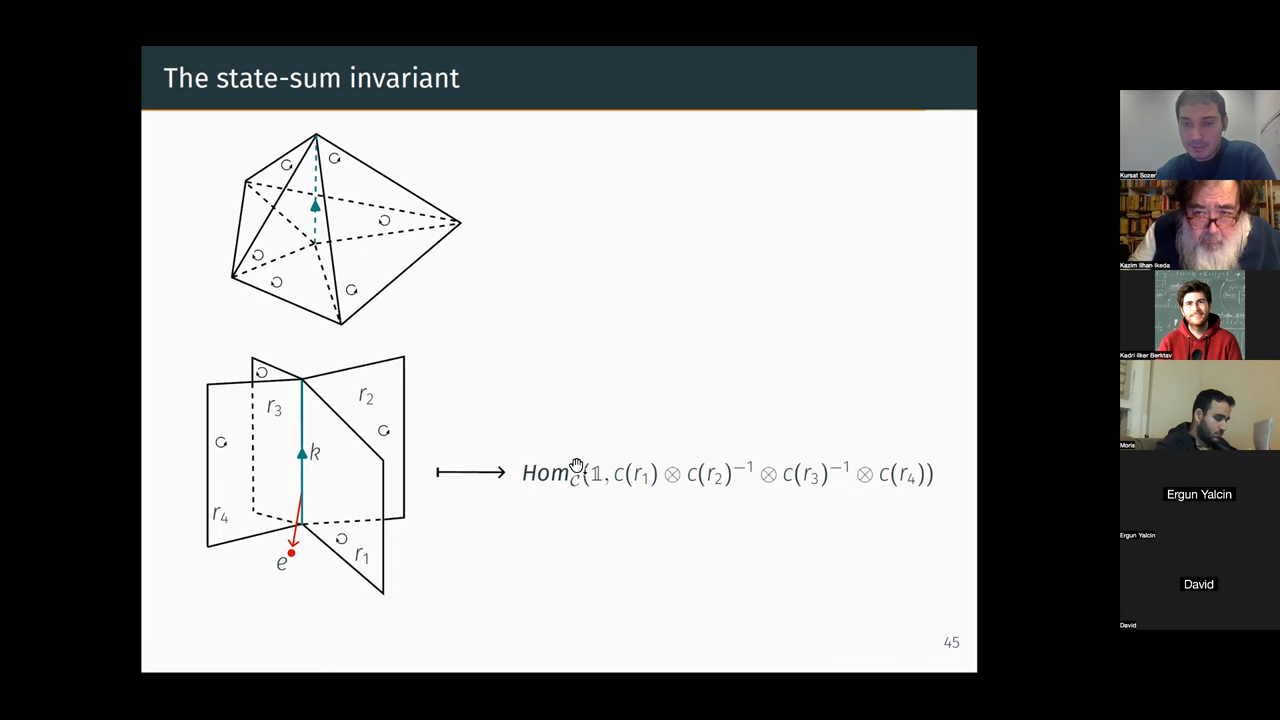 The state-sum invariant
r₃
r₂
k
r₄
e
r₁
Hom_C(𝟙, c(r₁) ⊗ c(r₂)⁻¹ ⊗ c(r₃)⁻¹ ⊗ c(r₄))
45
Kursat Sozer
Kazim Ilhan Ikeda
Kadri ilker Berktav
Moris
Ergun Yalcin
Ergun Yalcin
David
David